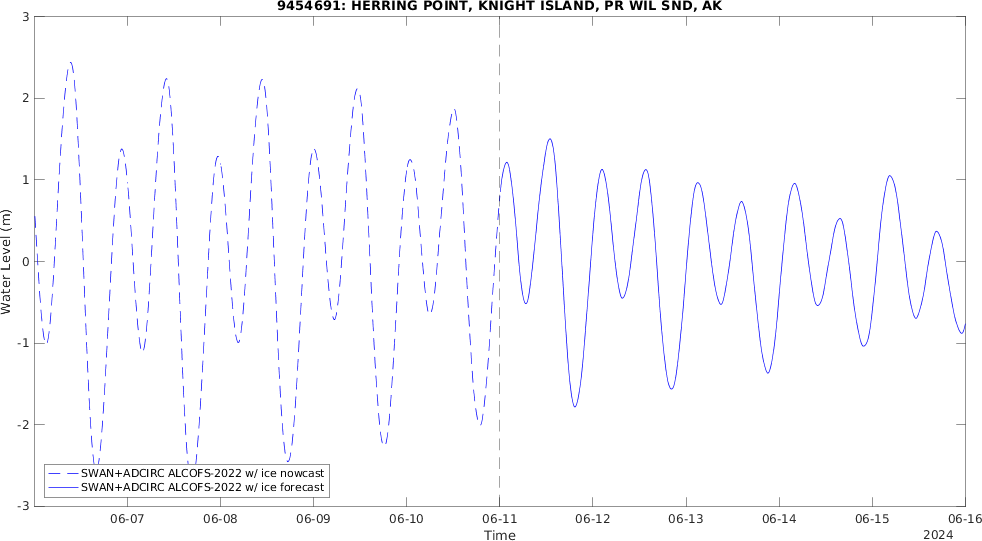 9454691: HERRING POINT, KNIGHT ISLAND, PR WIL SND, AK
3
2
1
0
-1
-2
-3
Water Level (m)
SWAN+ADCIRC ALCOFS-2022 w/ ice nowcast
SWAN+ADCIRC ALCOFS-2022 w/ ice forecast
06-07 06-08 06-09 06-10 06-11 06-12 06-13 06-14 06-15 06-16
Time
2024